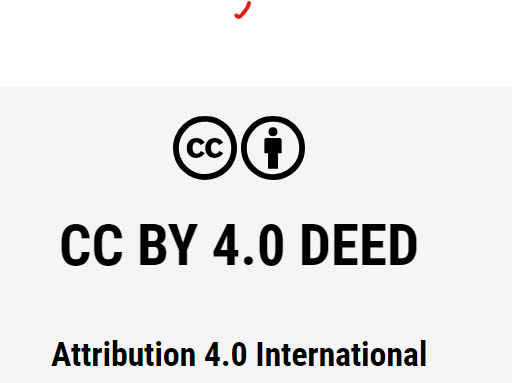 cc
CC BY 4.0 DEED
Attribution 4.0 International